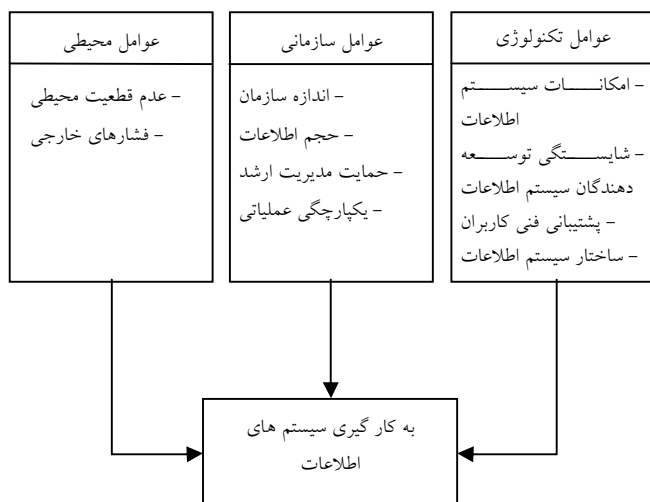 عوامل تکنولوژی
– امکانات سیستم
اطلاعات
– شایستگی توسعه
دهندگان سیستم اطلاعات
– پشتیبانی فنی کاربران
– ساختار سیستم اطلاعات
عوامل سازمانی
– اندازه سازمان
– حجم اطلاعات
– حمایت مدیریت ارشد
– یکپارچگی عملیاتی
عوامل محیطی
– عدم قطعیت محیطی
– فشارهای خارجی
به کار گیری سیستم های
اطلاعات